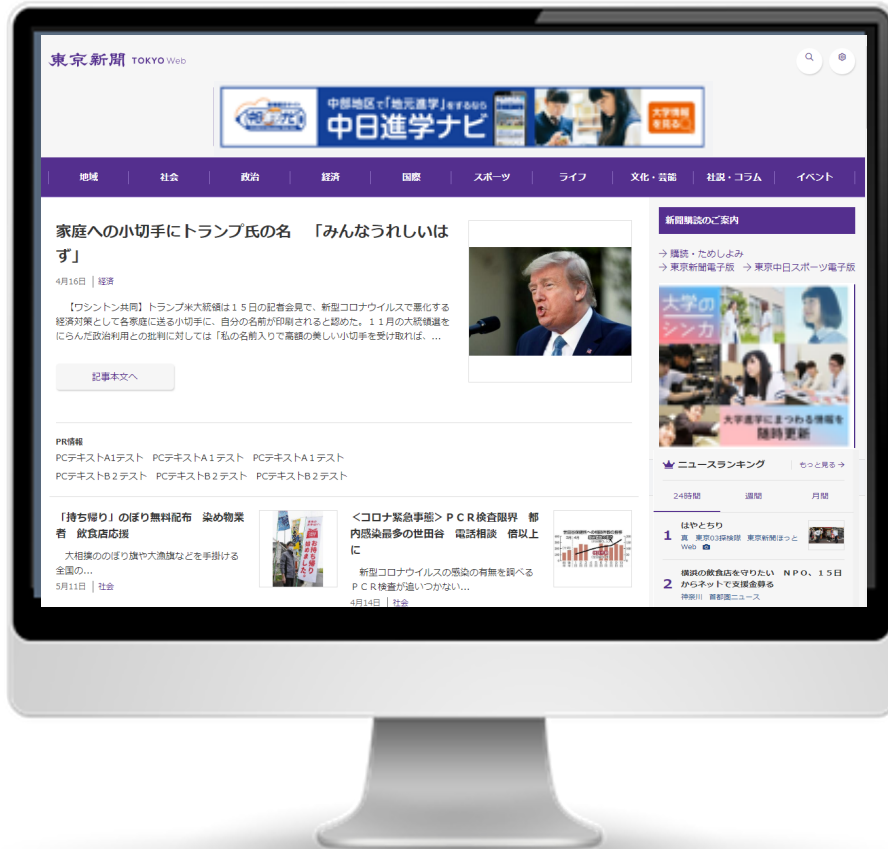 東京新聞 TOKYO Web
中部地区で「地元進学」をするなら
中日進学ナビ
大学情報
を見る
地域 社会 政治 経済 国際 スポーツ ライフ 文化・芸能 社説・コラム イベント
家庭への小切手にトランプ氏の名　「みんなうれしいは
ず」
4月16日 | 経済
【ワシントン共同】トランプ米大統領は１５日の記者会見で、新型コロナウイルスで悪化する
経済対策として各家庭に送る小切手に、自分の名前が印刷されると認めた。１１月の大統領選を
にらんだ政治利用との批判に対しては「私の名前入りで高額の美しい小切手を受け取れば、...
記事本文へ
PR情報
PCテキストA1テスト PCテキストA１テスト PCテキストA１テスト
PCテキストB２テスト PCテキストB２テスト PCテキストB２テスト
「持ち帰り」のぼり無料配布　染め物業
者　飲食店応援
大相撲ののぼり旗や大漁旗などを手掛ける
全国の...
5月11日 | 社会
お持ち帰り
始めました。
＜コロナ緊急事態＞ＰＣＲ検査限界　都
内感染最多の世田谷　電話相談　倍以上
に
新型コロナウイルスの感染の有無を調べる
ＰＣＲ検査が追いつかない...
4月14日 | 社会
新聞購読のご案内
→ 購読・ためしよみ
→ 東京新聞電子版 → 東京中日スポーツ電子版
大学の
シンカ
大学進学にまつわる情報を
随時更新
ニュースランキング もっと見る →
24時間 週間 月間
1 はやとちり
真 東京03探検隊 東京新聞ほっと
Web
2 横浜の飲食店を守りたい　ＮＰＯ、１５日
からネットで支援金募る
神奈川 首都圏ニュース